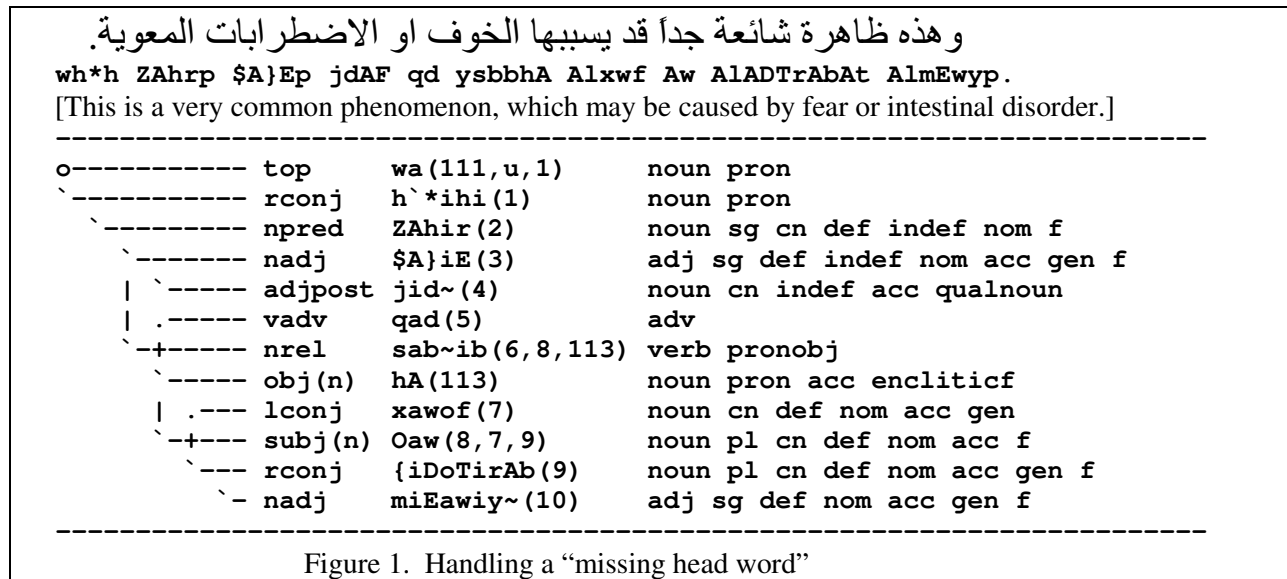 وهذه ظاهرة شائعة جداً قد يسببها الخوف او الاضطرابات المعوية.
wh*h ZAhrp $A}Ep jdAF qd ysbbhA Alxwf Aw AlADTrAbAt AlmEwyp.
[This is a very common phenomenon, which may be caused by fear or intestinal disorder.]
o----------- top wa(111,u,1) noun pron
`----------- rconj h`*ihi(1) noun pron
`--------- npred ZAhir(2) noun sg cn def indef nom f
`------- nadj $A}iE(3) adj sg def indef nom acc gen f
| `----- adjpost jid~(4) noun cn indef acc qualnoun
| .----- vadv qad(5) adv
`-+----- nrel sab~ib(6,8,113) verb pronobj
`----- obj(n) hA(113) noun pron acc encliticf
| .--- lconj xawof(7) noun cn def nom acc gen
`-+--- subj(n) Oaw(8,7,9) noun pl cn def nom acc f
`--- rconj {iDoTirAb(9) noun pl cn def nom acc gen f
`- nadj miEawiy~(10) adj sg def nom acc gen f
Figure 1. Handling a “missing head word”